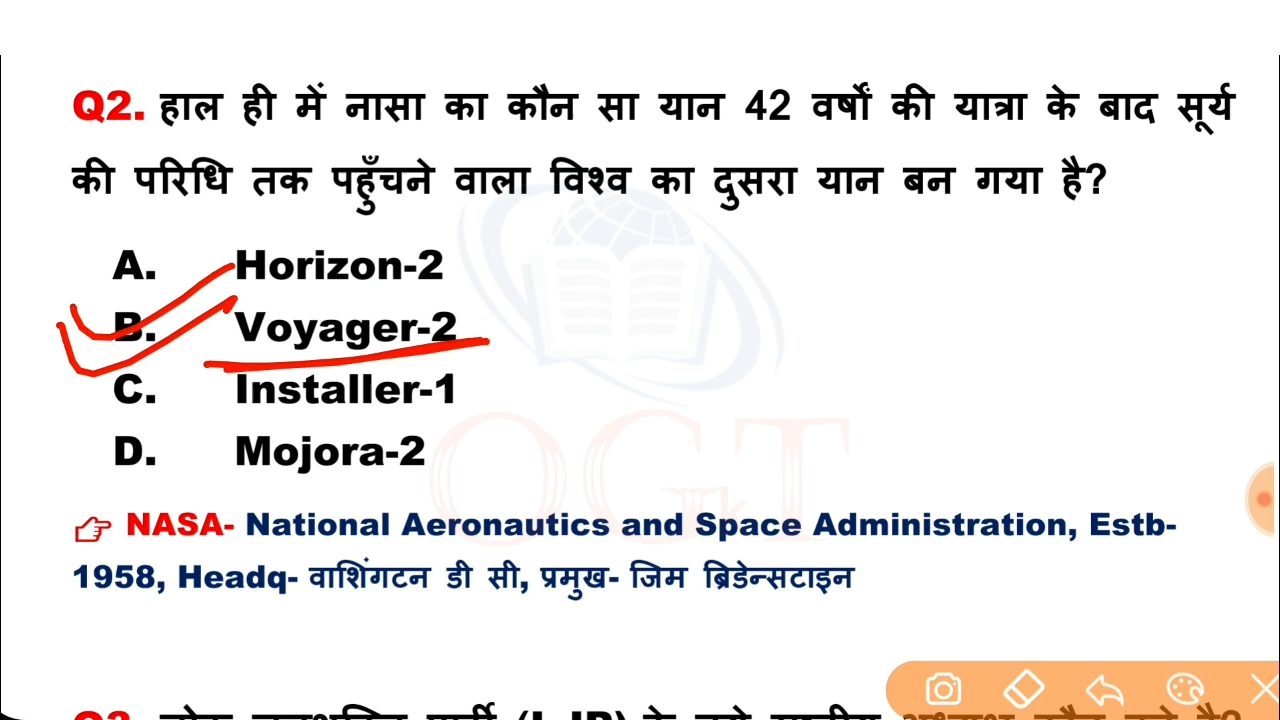 Q2. हाल ही में नासा का कौन सा यान 42 वर्षों की यात्रा के बाद सूर्य
की परिधि तक पहुँचने वाला विश्व का दुसरा यान बन गया है?
A. Horizon-2
B. Voyager-2
C. Installer-1
D. Mojora-2
OGT
NASA- National Aeronautics and Space Administration, Estb-
1958, Headq- वाशिंगटन डी सी, प्रमुख- जिम ब्रिडेन्सटाइन